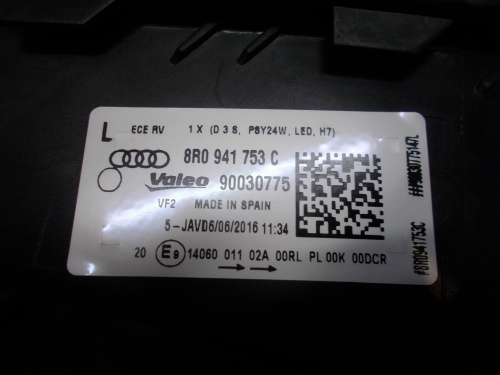 L ECE RV 1 X (D3S, PSY24W, LED, H7)
8R0 941 753 C
Valeo 90030775
VF2 MADE IN SPAIN
5-JAVD6/06/2016 11:34
20 E9 14060 011 02A 00RL PL 00K 00DCR
#8R0941753C